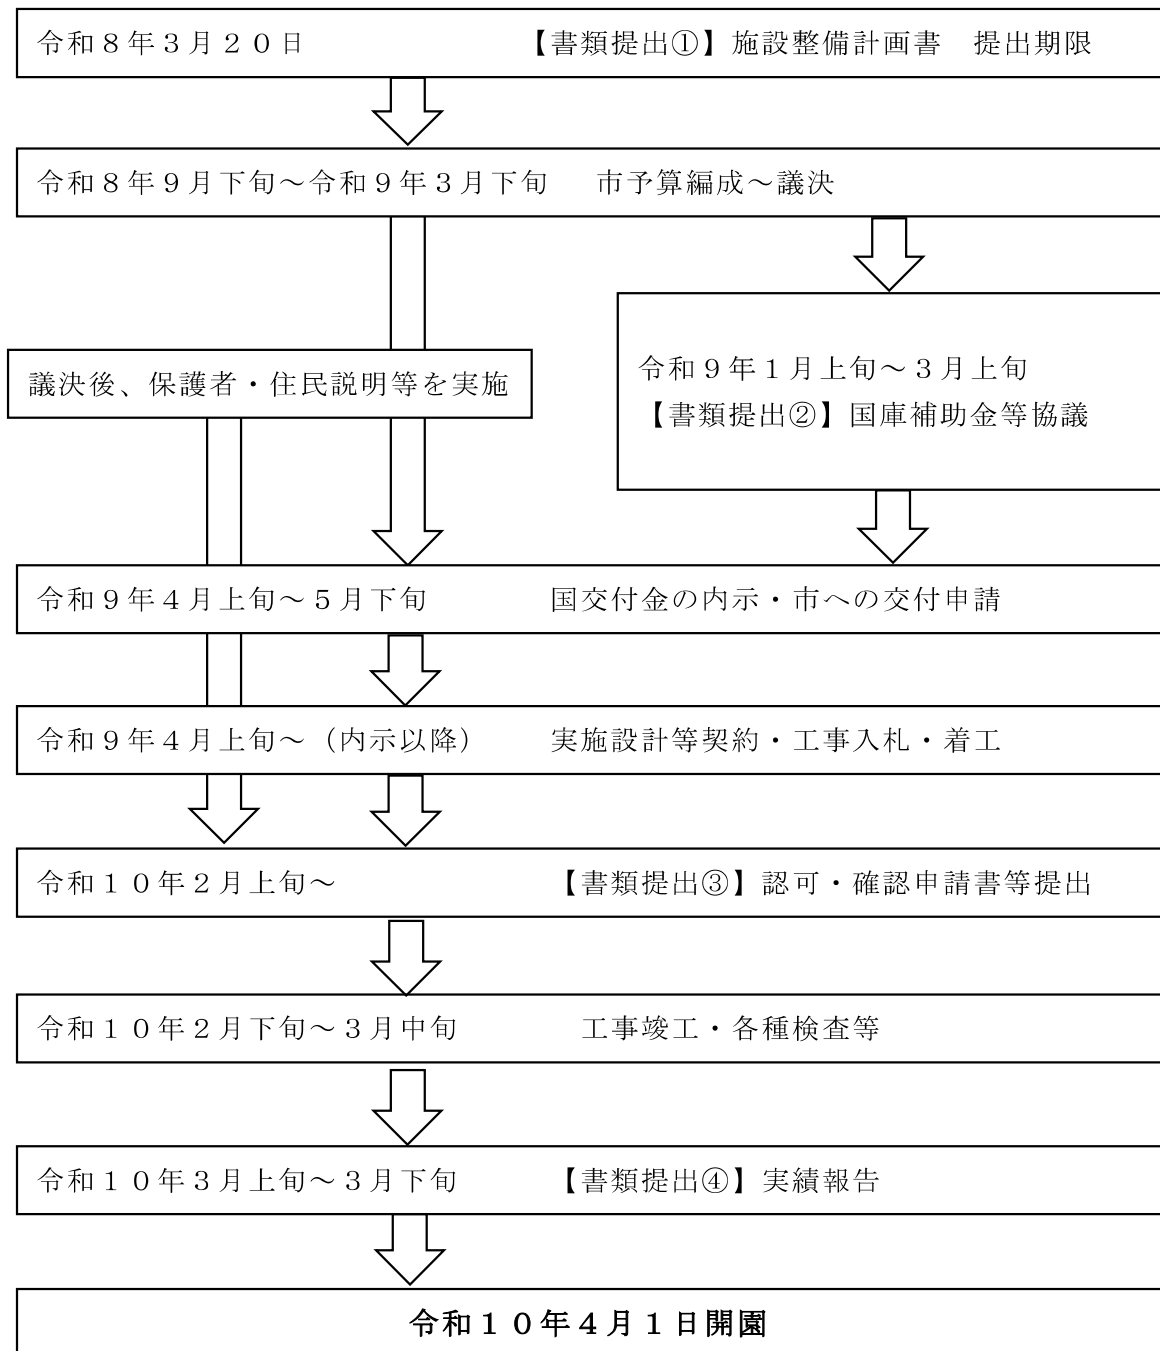 令和８年３月２０日　【書類提出①】施設整備計画書　提出期限
令和８年９月下旬～令和９年３月下旬　市予算編成～議決
議決後、保護者・住民説明等を実施
令和９年１月上旬～３月上旬
【書類提出②】国庫補助金等協議
令和９年４月上旬～５月下旬　国交付金の内示・市への交付申請
令和９年４月上旬～（内示以降）　実施設計等契約・工事入札・着工
令和１０年２月上旬～　【書類提出③】認可・確認申請書等提出
令和１０年２月下旬～３月中旬　工事竣工・各種検査等
令和１０年３月上旬～３月下旬　【書類提出④】実績報告
令和１０年４月１日開園